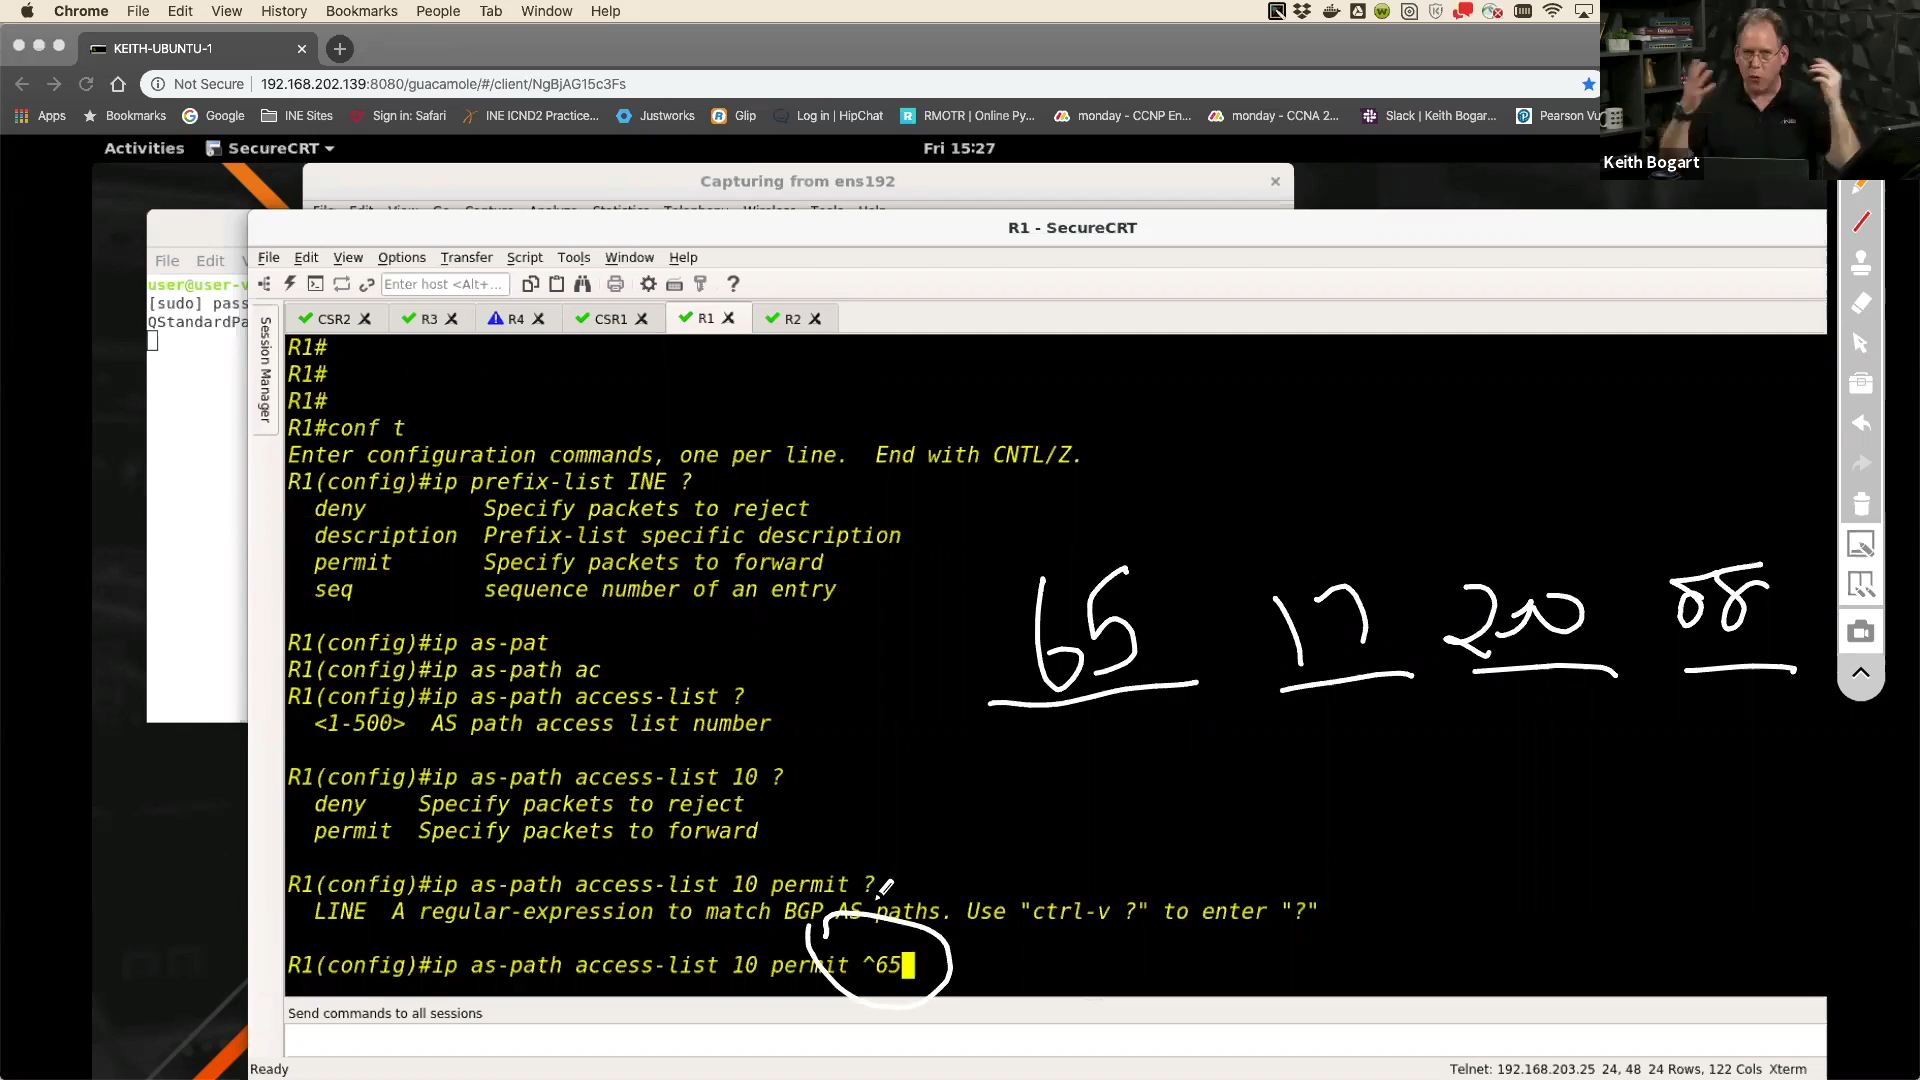 Chrome File Edit View History Bookmarks People Tab Window Help
KEITH-UBUNTU-1
Not Secure 192.168.202.139:8080/guacamole/#/client/NgBjAG15c3Fs
Apps Bookmarks Google INE Sites Sign in: Safari INE ICND2 Practice... Justworks Glip Log in | HipChat RMOTR | Online Py... monday - CCNP En... monday - CCNA 2... Slack | Keith Bogar... Pearson Vu
Keith Bogart
Activities SecureCRT Fri 15:27
Capturing from ens192
R1 - SecureCRT
File Edit
File Edit View Options Transfer Script Tools Window Help
Enter host <Alt+...
user@user-v
[sudo] pass
QStandardPa
Session Manager
CSR2 R3 R4 CSR1 R1 R2
R1#
R1#
R1#
R1#conf t
Enter configuration commands, one per line. End with CNTL/Z.
R1(config)#ip prefix-list INE ?
deny Specify packets to reject
description Prefix-list specific description
permit Specify packets to forward
seq sequence number of an entry
65 17 200 88
R1(config)#ip as-pat
R1(config)#ip as-path ac
R1(config)#ip as-path access-list ?
<1-500> AS path access list number
R1(config)#ip as-path access-list 10 ?
deny Specify packets to reject
permit Specify packets to forward
R1(config)#ip as-path access-list 10 permit ?
LINE A regular-expression to match BGP AS paths. Use "ctrl-v ?" to enter "?"
R1(config)#ip as-path access-list 10 permit ^65
Send commands to all sessions
Ready
Telnet: 192.168.203.25 24, 48 24 Rows, 122 Cols Xterm